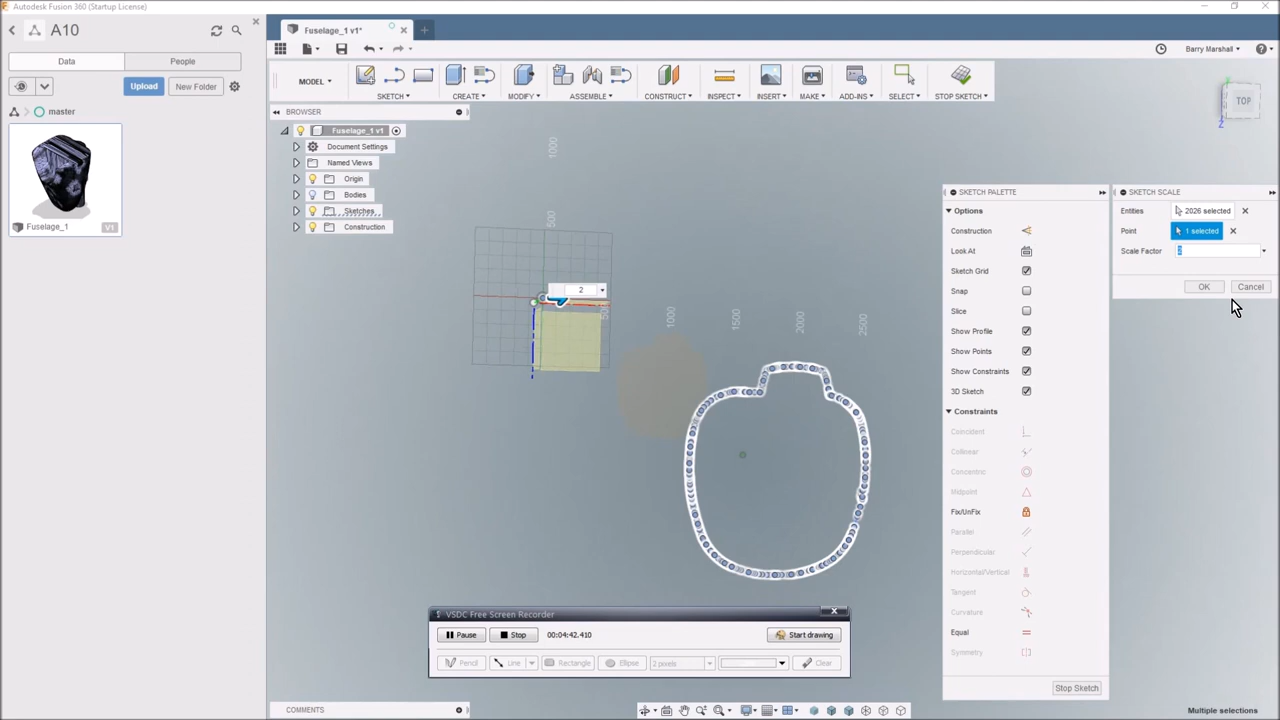 Autodesk Fusion 360 (Startup License)
A10
Data
People
Upload
New Folder
master
Fuselage_1
V1
Fuselage_1 v1*
Barry Marshall
MODEL
SKETCH
CREATE
MODIFY
ASSEMBLE
CONSTRUCT
INSPECT
INSERT
MAKE
ADD-INS
SELECT
STOP SKETCH
BROWSER
Fuselage_1 v1
Document Settings
Named Views
Origin
Bodies
Sketches
Construction
TOP
Z
1000
500
2
500
1000
1500
2000
2500
SKETCH PALETTE
Options
Construction
Look At
Sketch Grid
Snap
Slice
Show Profile
Show Points
Show Constraints
3D Sketch
Constraints
Coincident
Collinear
Concentric
Midpoint
Fix/UnFix
Parallel
Perpendicular
Horizontal/Vertical
Tangent
Curvature
Equal
Symmetry
Stop Sketch
SKETCH SCALE
Entities
2026 selected
Point
1 selected
Scale Factor
2
OK
Cancel
VSDC Free Screen Recorder
Pause
Stop
00:04:42.410
Start drawing
Pencil
Line
Rectangle
Ellipse
2 pixels
Clear
COMMENTS
Multiple selections